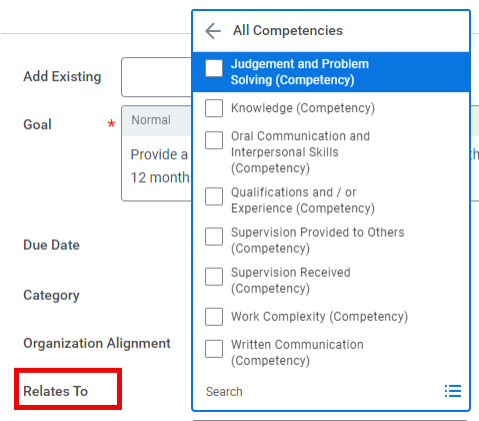 All Competencies
Judgement and Problem
Solving (Competency)
Add Existing
Knowledge (Competency)
Goal
*
Normal
Oral Communication and
Interpersonal Skills
(Competency)
Provide a
12 month
Qualifications and / or
Experience (Competency)
Supervision Provided to Others
(Competency)
Due Date
Supervision Received
(Competency)
Category
Work Complexity (Competency)
Organization Alignment
Written Communication
(Competency)
Relates To
Search